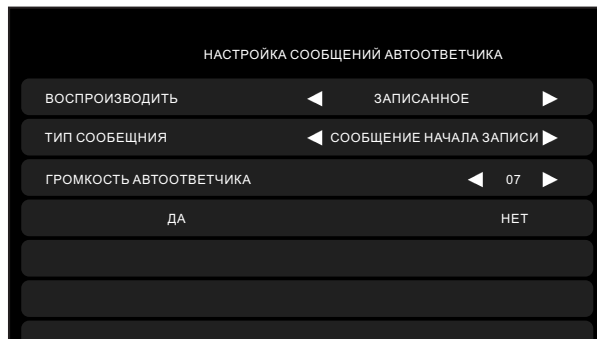 НАСТРОЙКА СООБЩЕНИЙ АВТООТВЕТЧИКА
ВОСПРОИЗВОДИТЬ ЗАПИСАННОЕ
ТИП СООБЕЩНИЯ СООБЩЕНИЕ НАЧАЛА ЗАПИСИ
ГРОМКОСТЬ АВТООТВЕТЧИКА 07
ДА НЕТ